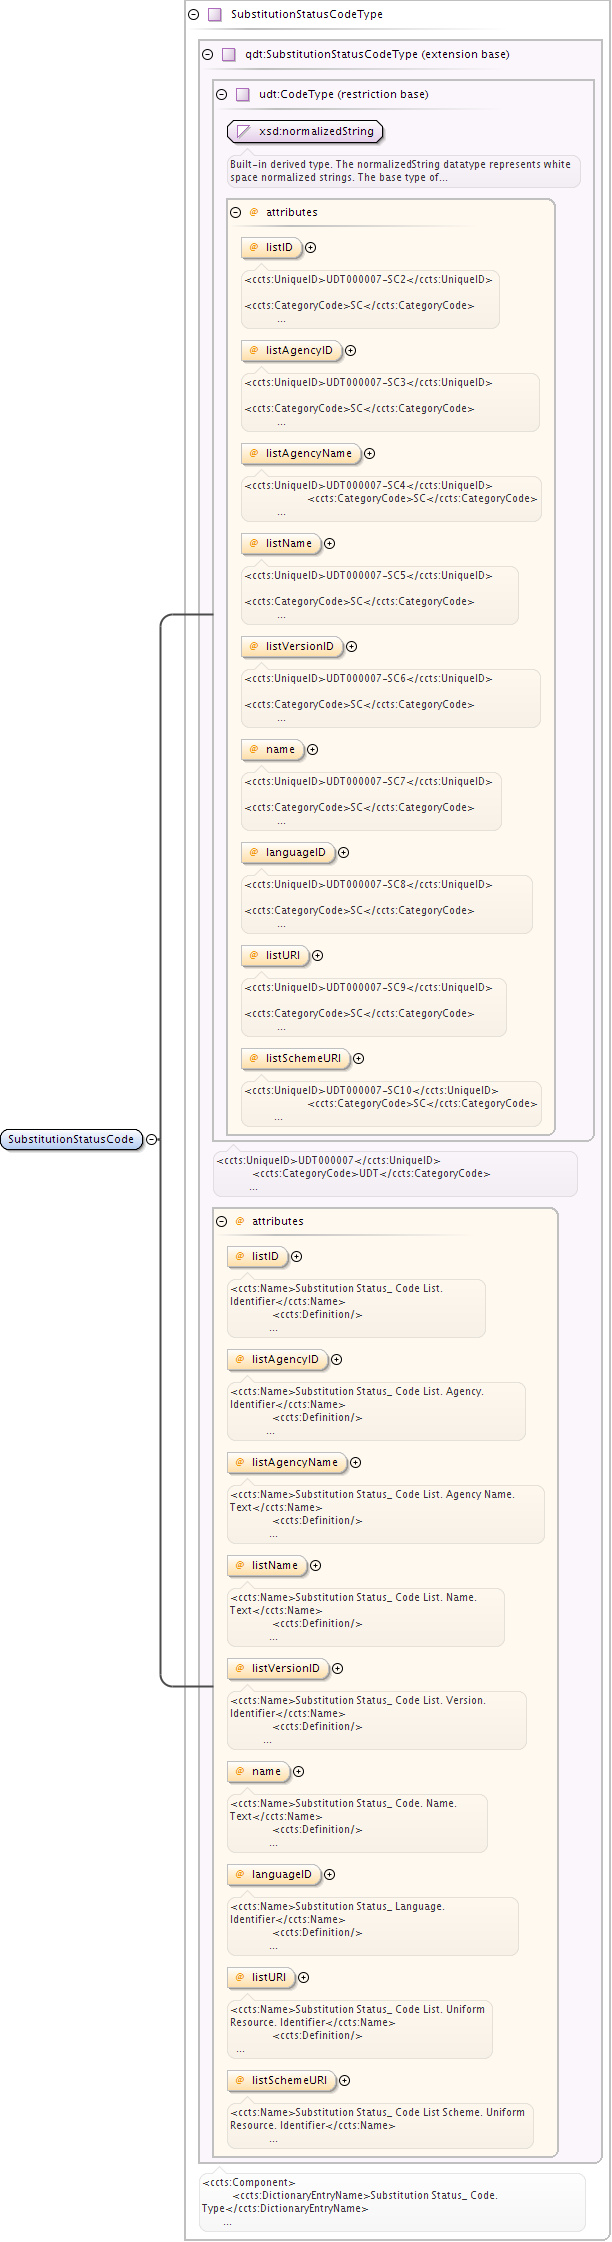 SubstitutionStatusCodeType
qdt:SubstitutionStatusCodeType (extension base)
udt:CodeType (restriction base)
xsd:normalizedString
Built-in derived type. The normalizedString datatype represents white
space normalized strings. The base type of...
@ attributes
@ listID
<ccts:UniqueID>UDT000007-SC2</ccts:UniqueID>
<ccts:CategoryCode>SC</ccts:CategoryCode>
...
@ listAgencyID
<ccts:UniqueID>UDT000007-SC3</ccts:UniqueID>
<ccts:CategoryCode>SC</ccts:CategoryCode>
...
@ listAgencyName
<ccts:UniqueID>UDT000007-SC4</ccts:UniqueID>
<ccts:CategoryCode>SC</ccts:CategoryCode>
...
@ listName
<ccts:UniqueID>UDT000007-SC5</ccts:UniqueID>
<ccts:CategoryCode>SC</ccts:CategoryCode>
...
@ listVersionID
<ccts:UniqueID>UDT000007-SC6</ccts:UniqueID>
<ccts:CategoryCode>SC</ccts:CategoryCode>
...
@ name
<ccts:UniqueID>UDT000007-SC7</ccts:UniqueID>
<ccts:CategoryCode>SC</ccts:CategoryCode>
...
@ languageID
<ccts:UniqueID>UDT000007-SC8</ccts:UniqueID>
<ccts:CategoryCode>SC</ccts:CategoryCode>
...
@ listURI
<ccts:UniqueID>UDT000007-SC9</ccts:UniqueID>
<ccts:CategoryCode>SC</ccts:CategoryCode>
...
@ listSchemeURI
<ccts:UniqueID>UDT000007-SC10</ccts:UniqueID>
<ccts:CategoryCode>SC</ccts:CategoryCode>
...
SubstitutionStatusCode
<ccts:UniqueID>UDT000007</ccts:UniqueID>
<ccts:CategoryCode>UDT</ccts:CategoryCode>
...
@ attributes
@ listID
<ccts:Name>Substitution Status_ Code List.
Identifier</ccts:Name>
<ccts:Definition/>
...
@ listAgencyID
<ccts:Name>Substitution Status_ Code List. Agency.
Identifier</ccts:Name>
<ccts:Definition/>
...
@ listAgencyName
<ccts:Name>Substitution Status_ Code List. Agency Name.
Text</ccts:Name>
<ccts:Definition/>
...
@ listName
<ccts:Name>Substitution Status_ Code List. Name.
Text</ccts:Name>
<ccts:Definition/>
...
@ listVersionID
<ccts:Name>Substitution Status_ Code List. Version.
Identifier</ccts:Name>
<ccts:Definition/>
...
@ name
<ccts:Name>Substitution Status_ Code. Name.
Text</ccts:Name>
<ccts:Definition/>
...
@ languageID
<ccts:Name>Substitution Status_ Language.
Identifier</ccts:Name>
<ccts:Definition/>
...
@ listURI
<ccts:Name>Substitution Status_ Code List. Uniform
Resource. Identifier</ccts:Name>
<ccts:Definition/>
...
@ listSchemeURI
<ccts:Name>Substitution Status_ Code List Scheme. Uniform
Resource. Identifier</ccts:Name>
...
<ccts:Component>
<ccts:DictionaryEntryName>Substitution Status_ Code.
Type</ccts:DictionaryEntryName>
...